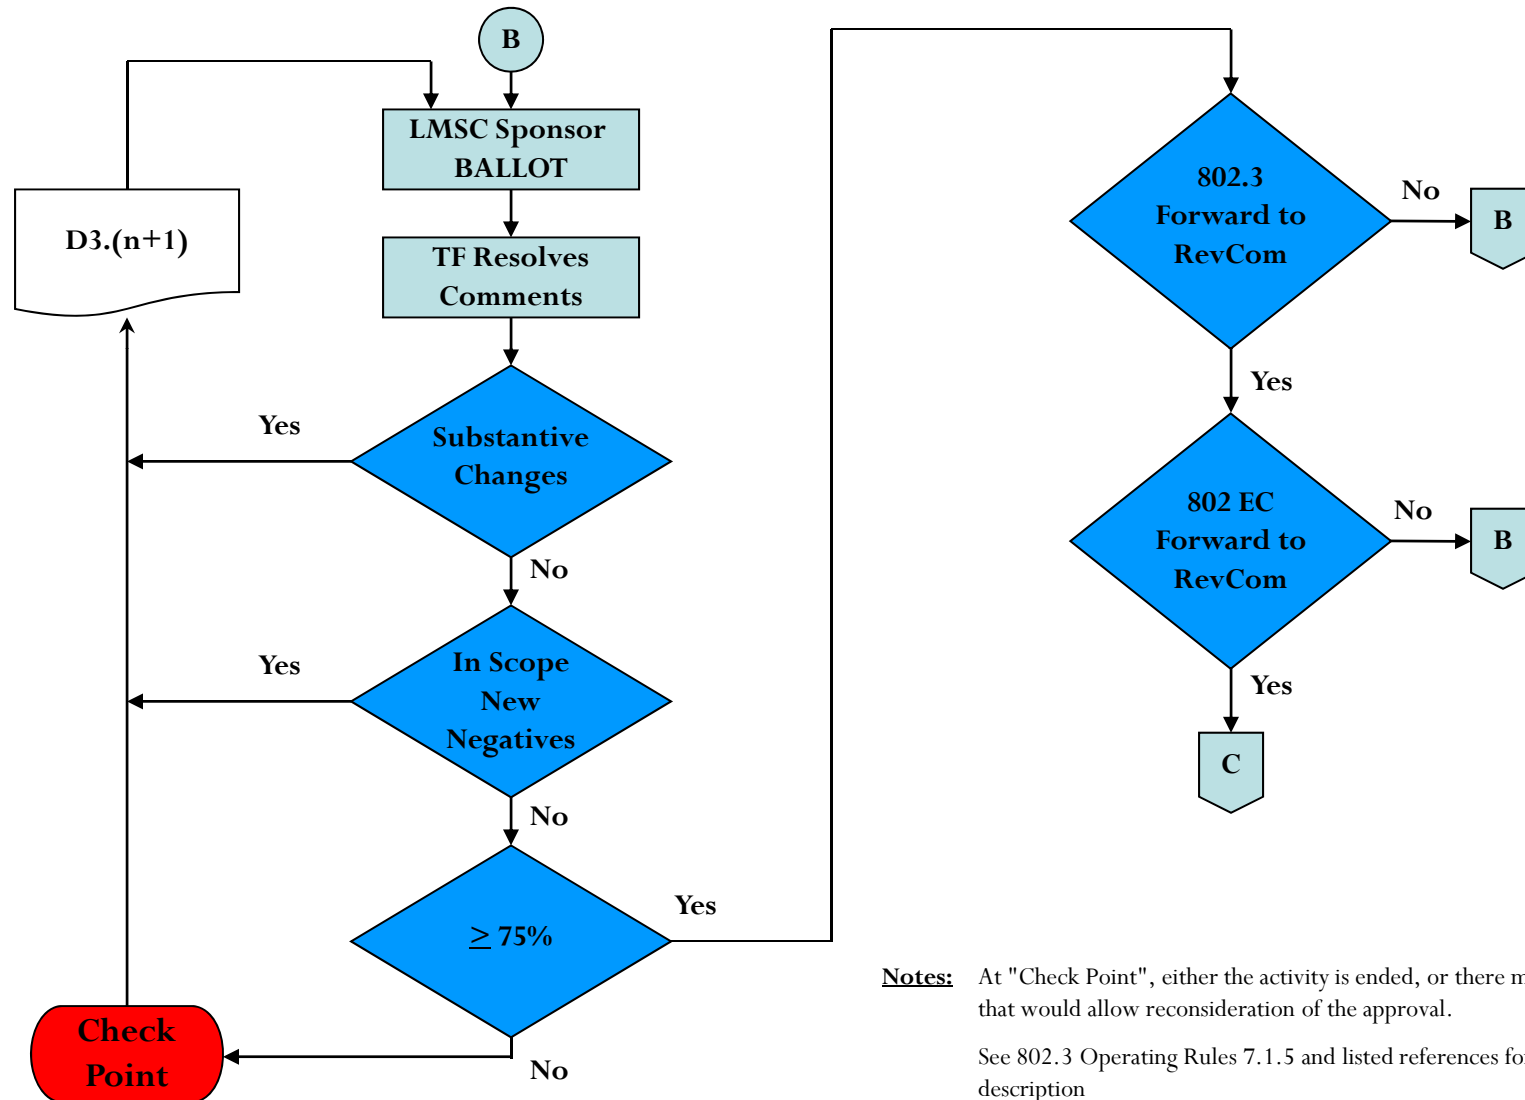 B
LMSC Sponsor
BALLOT
D3.(n+1)
TF Resolves
Comments
Yes
Substantive
Changes
No
Yes
In Scope
New
Negatives
No
≥ 75%
Yes
Check
Point
No
802.3
Forward to
RevCom
No
B
Yes
802 EC
Forward to
RevCom
No
B
Yes
C
Notes: At "Check Point", either the activity is ended, or there
that would allow reconsideration of the approval.
See 802.3 Operating Rules 7.1.5 and listed references
description